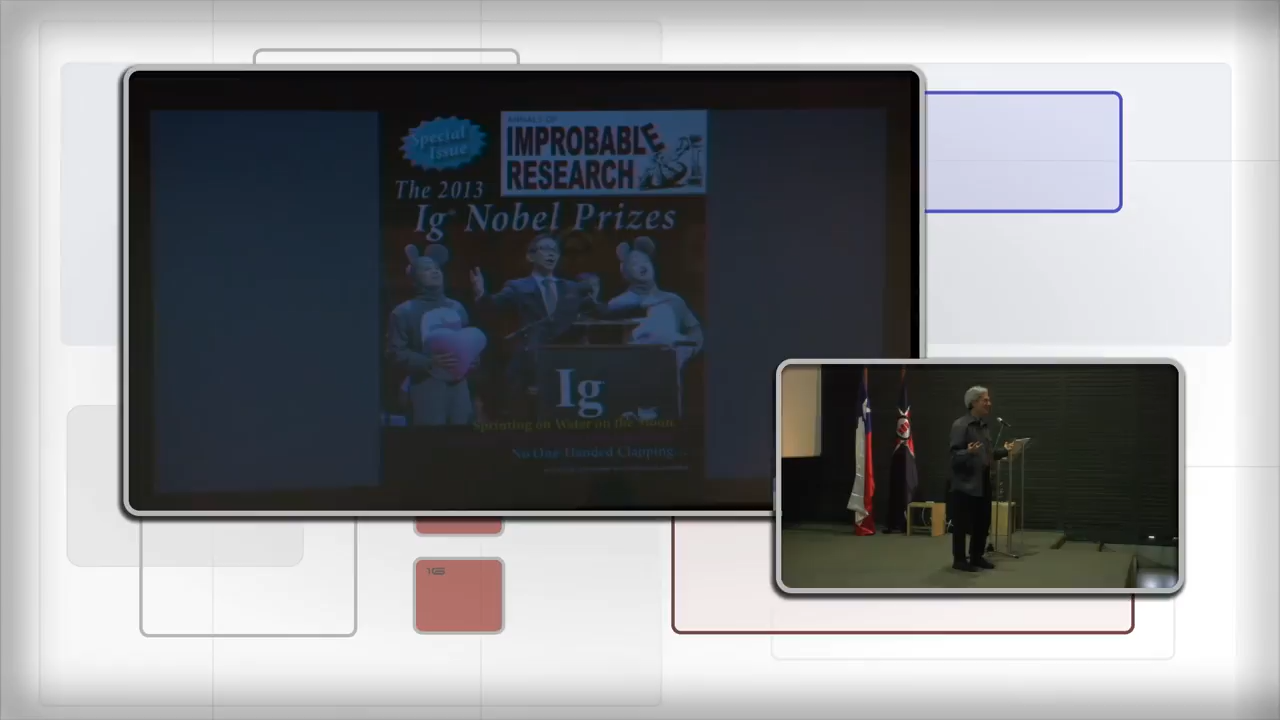 Special
Issue
ANNALS OF
IMPROBABLE
RESEARCH
The 2013
Ig® Nobel Prizes
Ig
Sprinting on Water on the Moon...
No One-Handed Clapping...